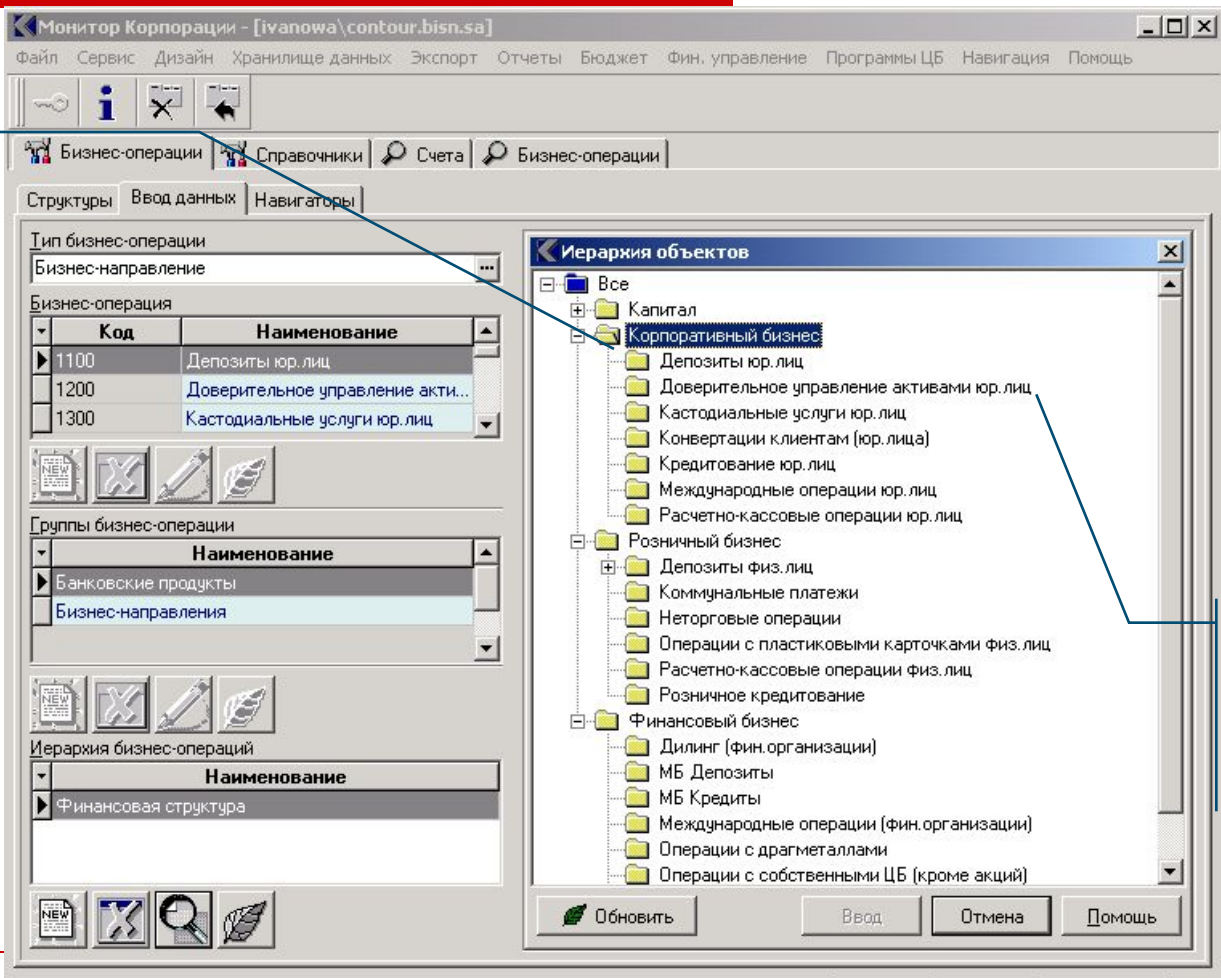 Монитор Корпорации - [ivanowa\contour.bisn.sa]
Файл Сервис Дизайн Хранилище данных Экспорт Отчеты Бюджет Фин. управление Программы ЦБ Навигация Помощь
Бизнес-операции Справочники Счета Бизнес-операции
Структуры Ввод данных Навигаторы
Тип бизнес-операции
Бизнес-направление ...
Бизнес-операция
Код Наименование
1100 Депозиты юр.лиц
1200 Доверительное управление акти...
1300 Кастодиальные услуги юр.лиц
NEW
Группы бизнес-операции
Наименование
Банковские продукты
Бизнес-направления
NEW
Иерархия бизнес-операций
Наименование
Финансовая структура
NEW
Иерархия объектов
Все
Капитал
Корпоративный бизнес
Депозиты юр.лиц
Доверительное управление активами юр.лиц
Кастодиальные услуги юр.лиц
Конвертации клиентам (юр.лица)
Кредитование юр.лиц
Международные операции юр.лиц
Расчетно-кассовые операции юр.лиц
Розничный бизнес
Депозиты физ.лиц
Коммунальные платежи
Неторговые операции
Операции с пластиковыми карточками физ.лиц
Расчетно-кассовые операции физ.лиц
Розничное кредитование
Финансовый бизнес
Дилинг (фин.организации)
МБ Депозиты
МБ Кредиты
Международные операции (фин.организации)
Операции с драгметаллами
Операции с собственными ЦБ (кроме акций)
Обновить Ввод Отмена Помощь